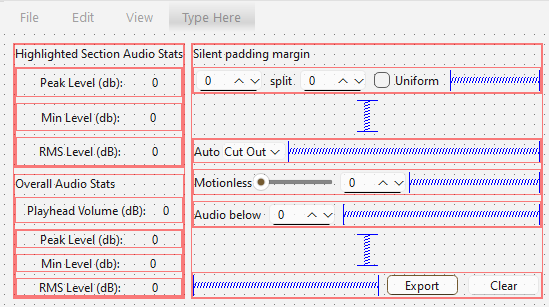 File Edit View Type Here
Highlighted Section Audio Stats
Peak Level (db): 0
Min Level (db): 0
RMS Level (dB): 0
Overall Audio Stats
Playhead Volume (dB): 0
Peak Level (db): 0
Min Level (db): 0
RMS Level (dB): 0
Silent padding margin
0 split 0 Uniform
Auto Cut Out
Motionless 0
Audio below 0
Export Clear